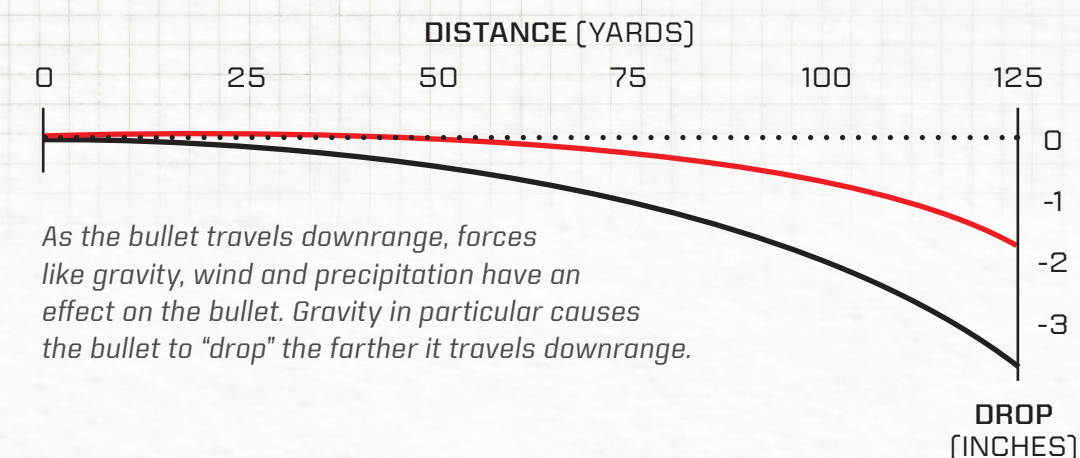 DISTANCE (YARDS)
0 25 50 75 100 125
0
-1
-2
-3
As the bullet travels downrange, forces
like gravity, wind and precipitation have an
effect on the bullet. Gravity in particular causes
the bullet to “drop” the farther it travels downrange.
DROP
(INCHES)